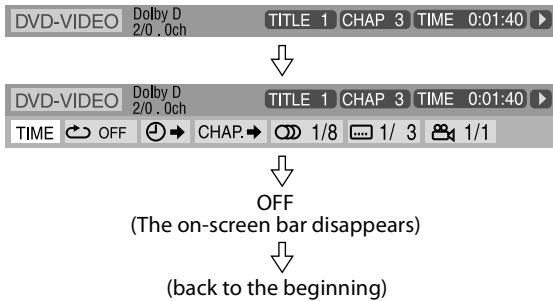 DVD-VIDEO Dolby D 2/0 . 0ch TITLE 1 CHAP 3 TIME 0:01:40
DVD-VIDEO Dolby D 2/0 . 0ch TITLE 1 CHAP 3 TIME 0:01:40
TIME OFF CHAP. 1/8 1/ 3 1/1
OFF
(The on-screen bar disappears)
(back to the beginning)